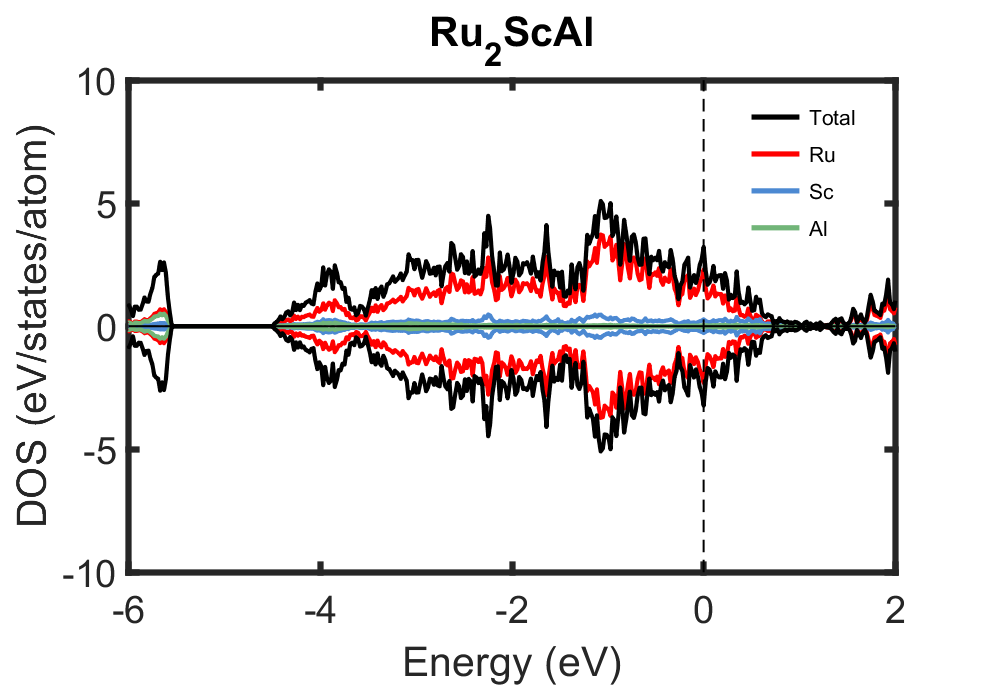 Ru2ScAl
10
5
0
-5
-10
DOS (eV/states/atom)
Total
Ru
Sc
Al
-6
-4
-2
0
2
Energy (eV)